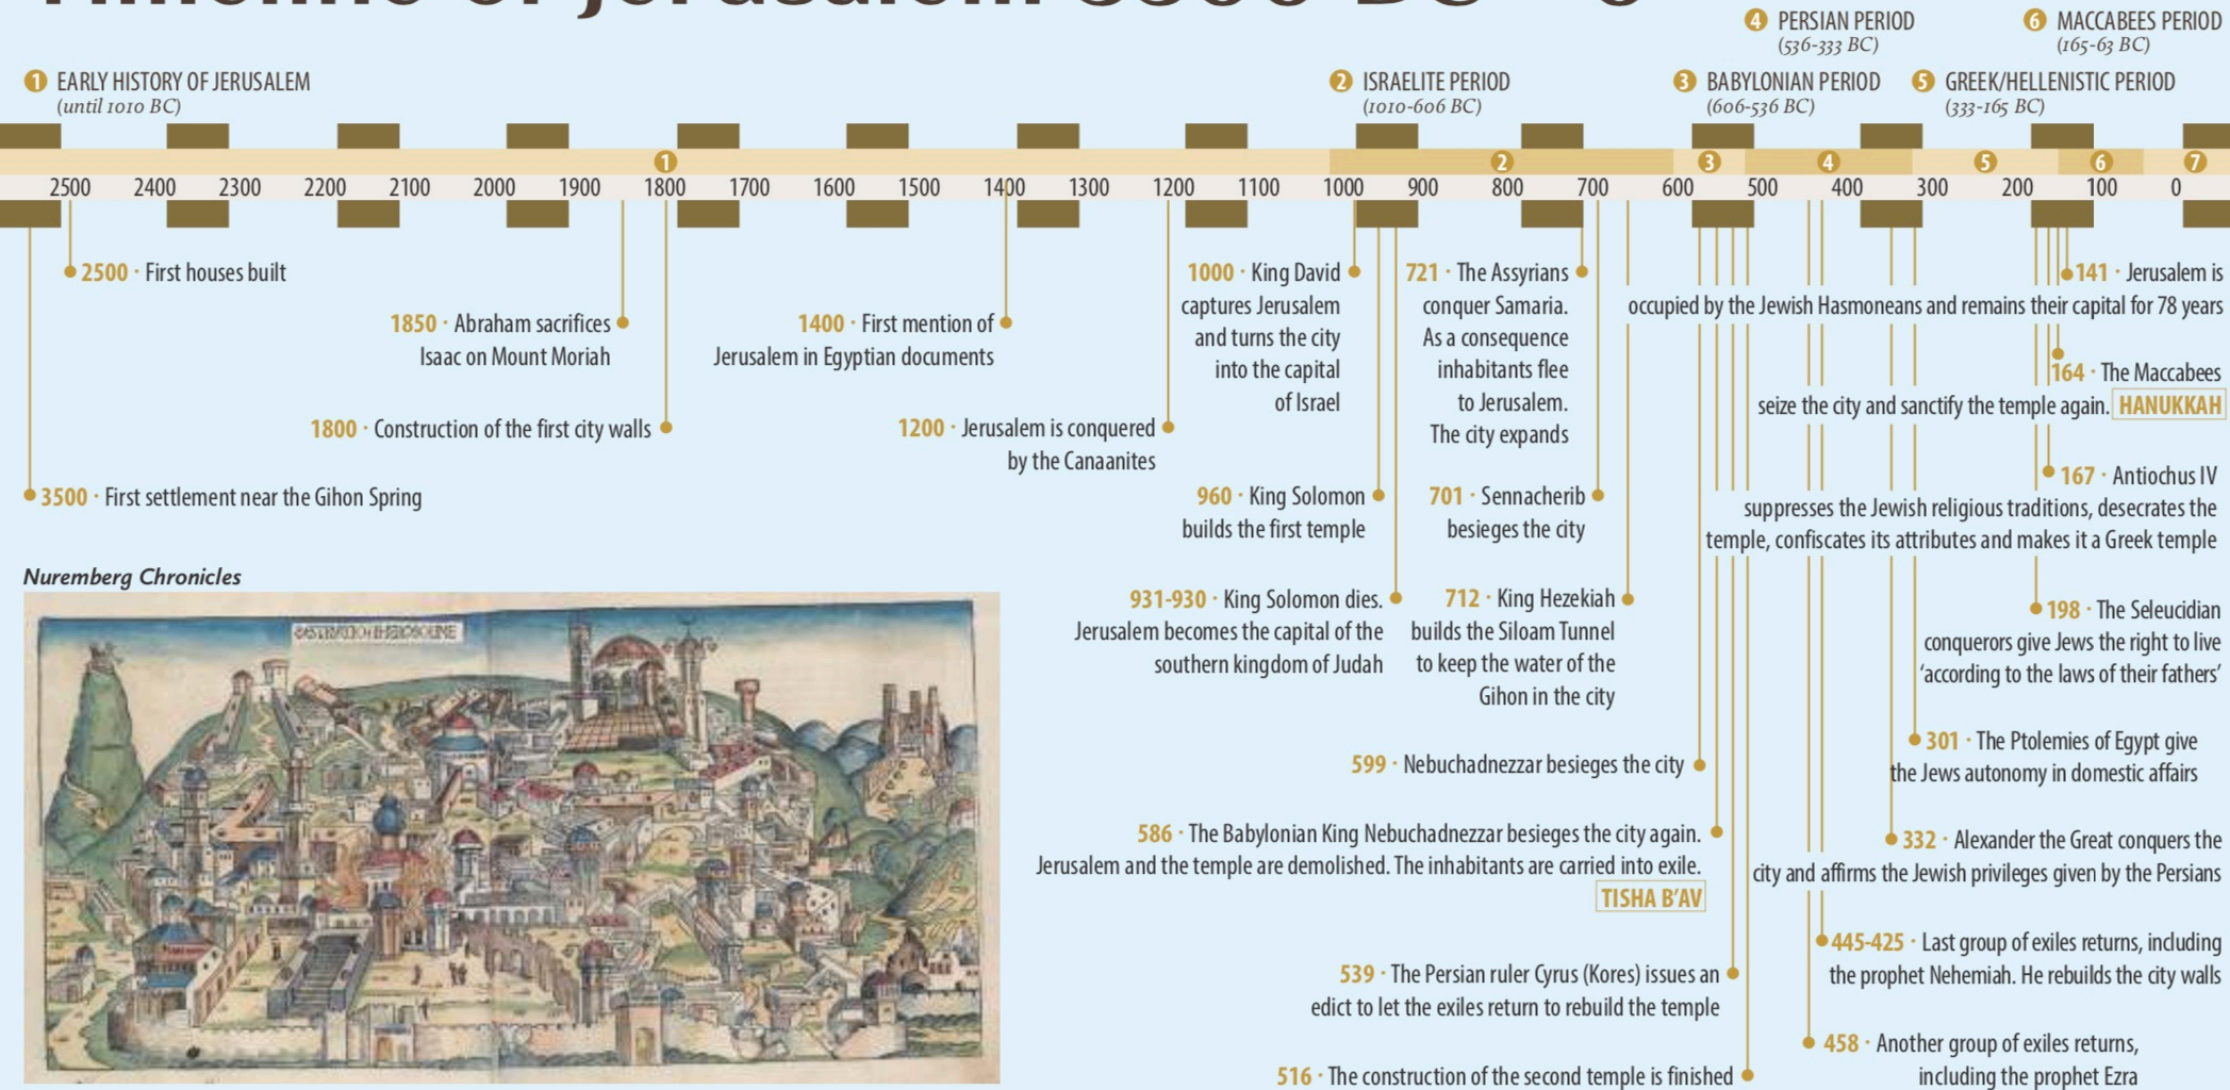 ④ PERSIAN PERIOD
(536-333 BC)
⑥ MACCABEES PERIOD
(165-63 BC)
① EARLY HISTORY OF JERUSALEM
(until 1010 BC)
② ISRAELITE PERIOD
(1010-606 BC)
③ BABYLONIAN PERIOD
(606-536 BC)
⑤ GREEK/HELLENISTIC PERIOD
(333-165 BC)
① ② ③ ④ ⑤ ⑥ ⑦
2500 2400 2300 2200 2100 2000 1900 1800 1700 1600 1500 1400 1300 1200 1100 1000 900 800 700 600 500 400 300 200 100 0
2500 · First houses built
1850 · Abraham sacrifices
Isaac on Mount Moriah
1800 · Construction of the first city walls
3500 · First settlement near the Gihon Spring
1400 · First mention of
Jerusalem in Egyptian documents
1200 · Jerusalem is conquered
by the Canaanites
1000 · King David
captures Jerusalem
and turns the city
into the capital
of Israel
960 · King Solomon
builds the first temple
931-930 · King Solomon dies.
Jerusalem becomes the capital of the
southern kingdom of Judah
721 · The Assyrians
conquer Samaria.
As a consequence
inhabitants flee
to Jerusalem.
The city expands
701 · Sennacherib
besieges the city
712 · King Hezekiah
builds the Siloam Tunnel
to keep the water of the
Gihon in the city
599 · Nebuchadnezzar besieges the city
586 · The Babylonian King Nebuchadnezzar besieges the city again.
Jerusalem and the temple are demolished. The inhabitants are carried into exile.
TISHA B'AV
539 · The Persian ruler Cyrus (Kores) issues an
edict to let the exiles return to rebuild the temple
516 · The construction of the second temple is finished
141 · Jerusalem is
occupied by the Jewish Hasmoneans and remains their capital for 78 years
164 · The Maccabees
seize the city and sanctify the temple again. HANUKKAH
167 · Antiochus IV
suppresses the Jewish religious traditions, desecrates the
temple, confiscates its attributes and makes it a Greek temple
198 · The Seleucidian
conquerors give Jews the right to live
‘according to the laws of their fathers’
301 · The Ptolemies of Egypt give
the Jews autonomy in domestic affairs
332 · Alexander the Great conquers the
city and affirms the Jewish privileges given by the Persians
445-425 · Last group of exiles returns, including
the prophet Nehemiah. He rebuilds the city walls
458 · Another group of exiles returns,
including the prophet Ezra
Nuremberg Chronicles